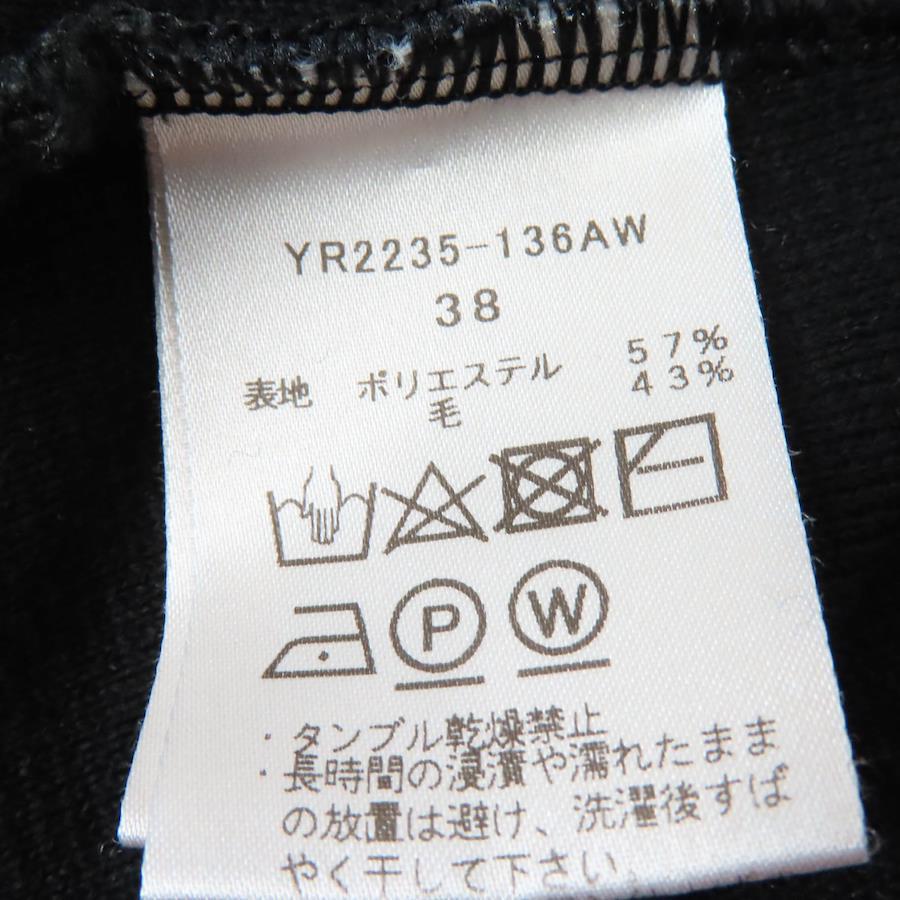 YR2235-136AW
38
表地 ポリエステル 57%
毛 43%
P W
・タンブル乾燥禁止
・長時間の浸漬や濡れたまま
の放置は避け、洗濯後すば
やく干して下さい。